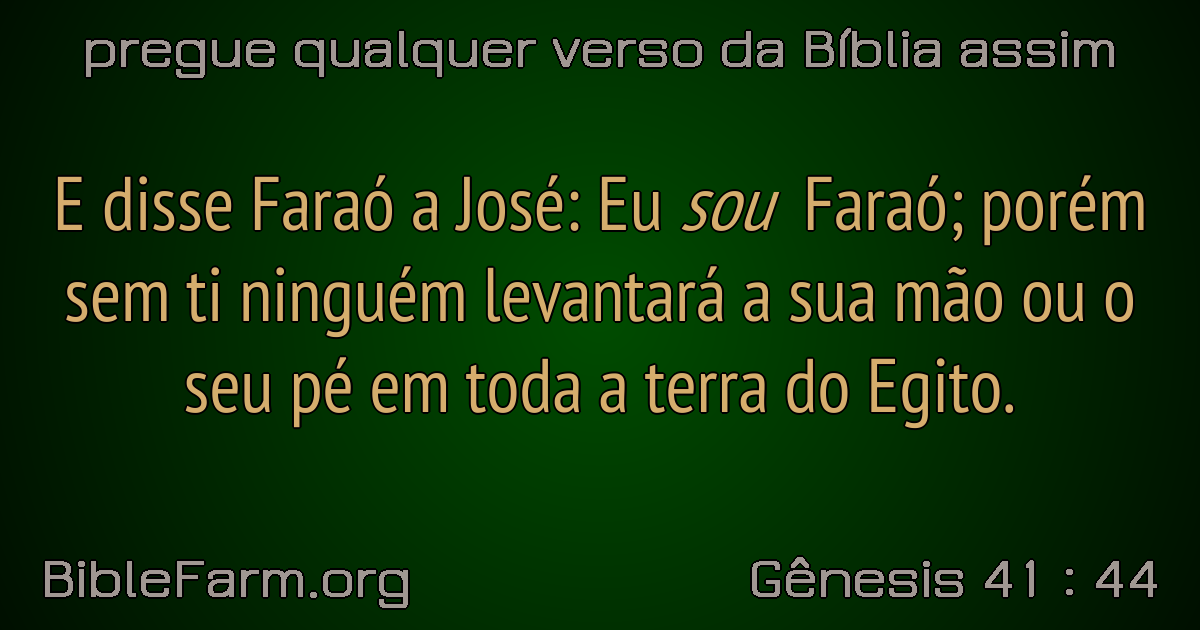 pregue qualquer verso da Bíblia assim
E disse Faraó a José: Eu sou Faraó; porém
sem ti ninguém levantará a sua mão ou o
seu pé em toda a terra do Egito.
BibleFarm.org
Gênesis 41 : 44